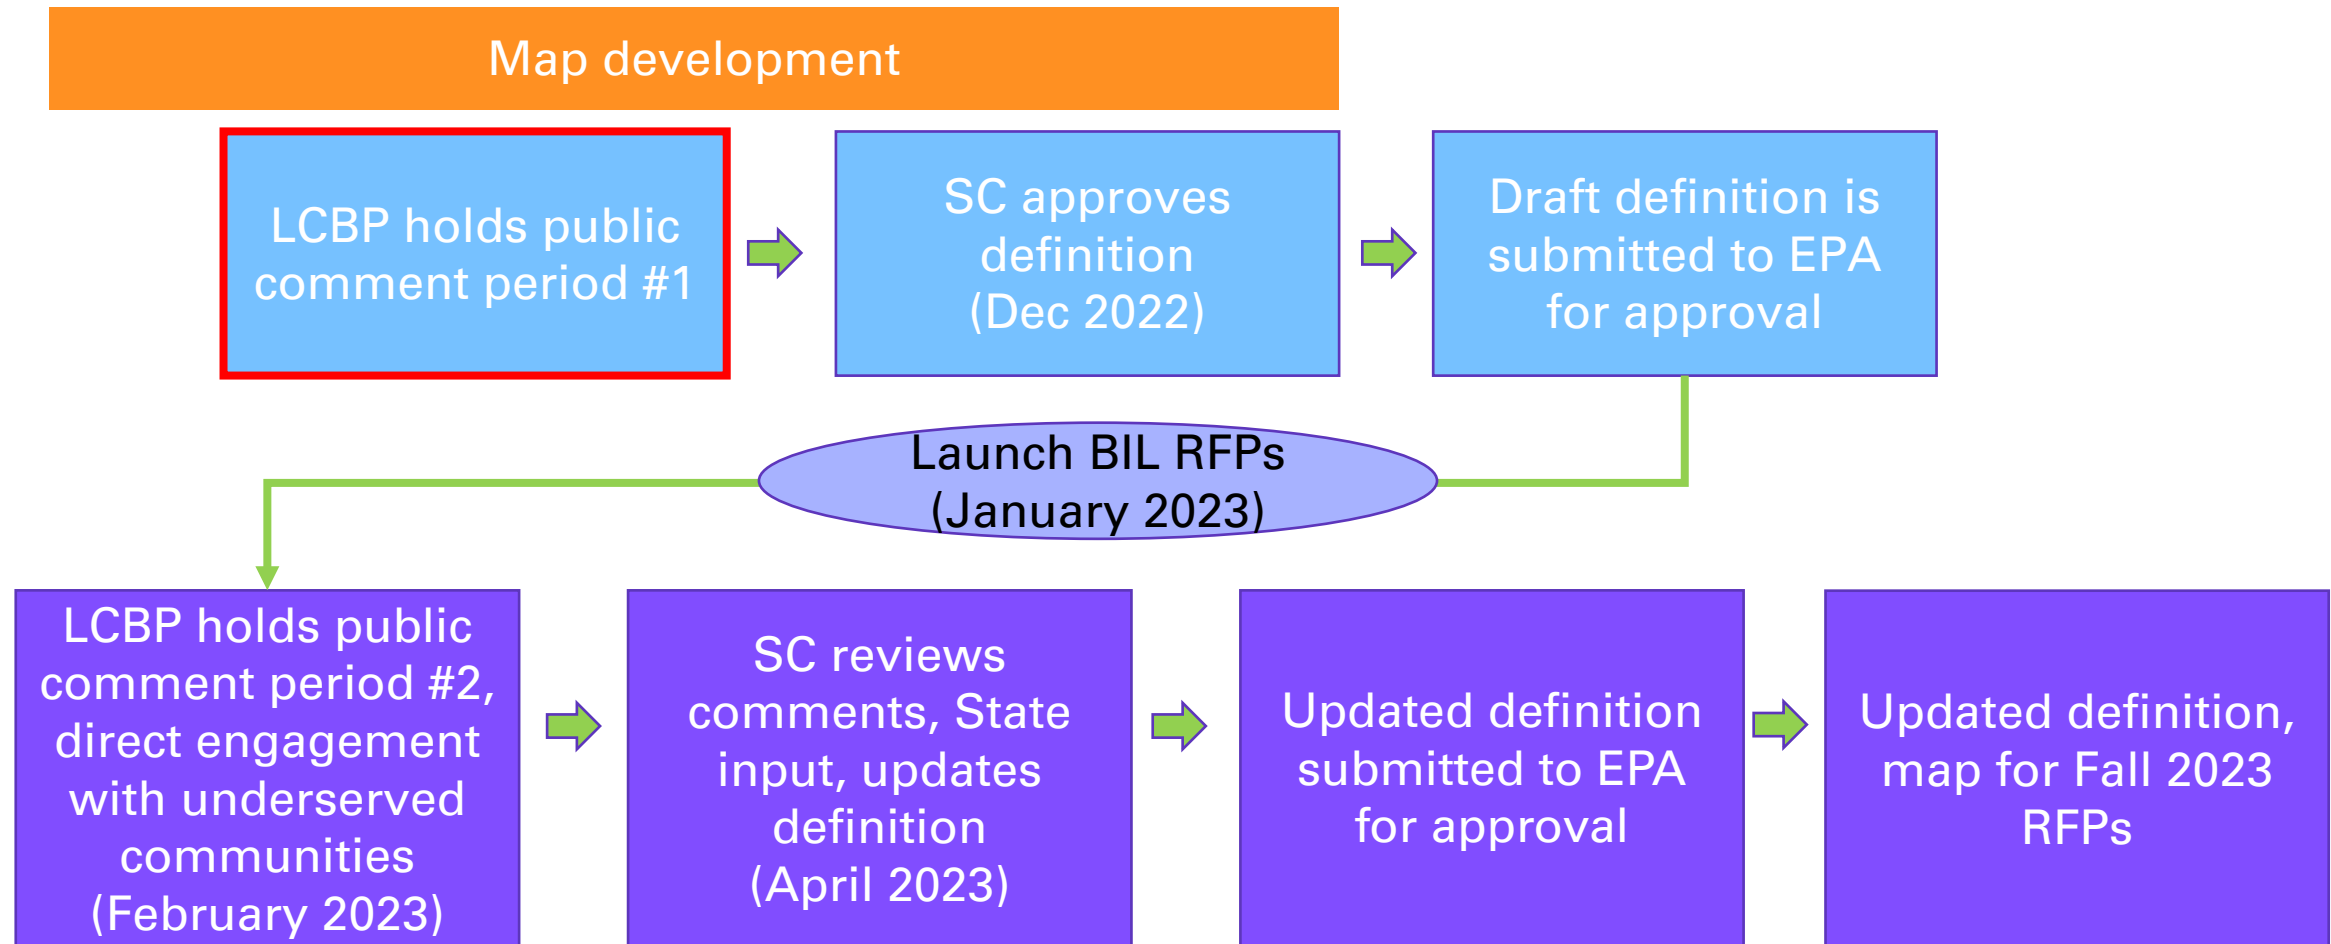 Map development
LCBP holds public
comment period #1
SC approves
definition
(Dec 2022)
Draft definition is
submitted to EPA
for approval
Launch BIL RFPs
(January 2023)
LCBP holds public
comment period #2,
direct engagement
with underserved
communities
(February 2023)
SC reviews
comments, State
input, updates
definition
(April 2023)
Updated definition
submitted to EPA
for approval
Updated definition,
map for Fall 2023
RFPs